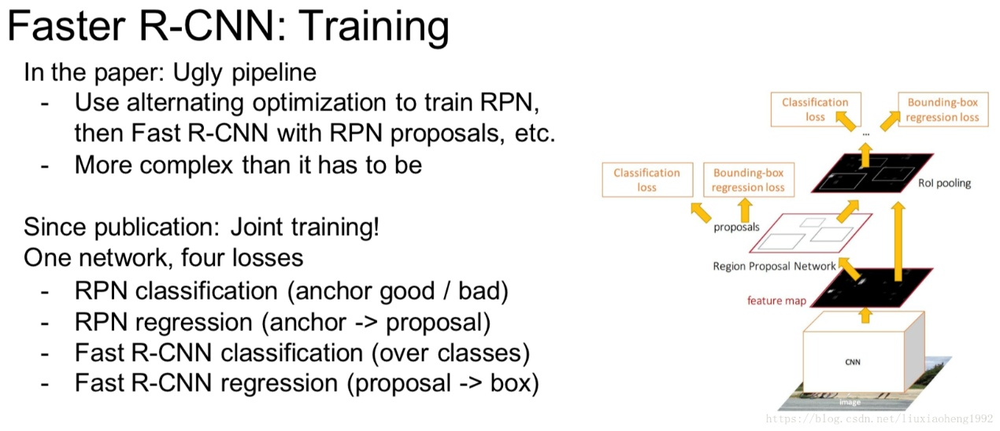 Faster R-CNN: Training
In the paper: Ugly pipeline
- Use alternating optimization to train RPN,
then Fast R-CNN with RPN proposals, etc.
- More complex than it has to be
Since publication: Joint training!
One network, four losses
- RPN classification (anchor good / bad)
- RPN regression (anchor -> proposal)
- Fast R-CNN classification (over classes)
- Fast R-CNN regression (proposal -> box)
Classification
loss
Bounding-box
regression loss
...
RoI pooling
Classification
loss
Bounding-box
regression loss
proposals
Region Proposal Network
feature map
CNN
image
https://blog.csdn.net/liuxiaoheng1992